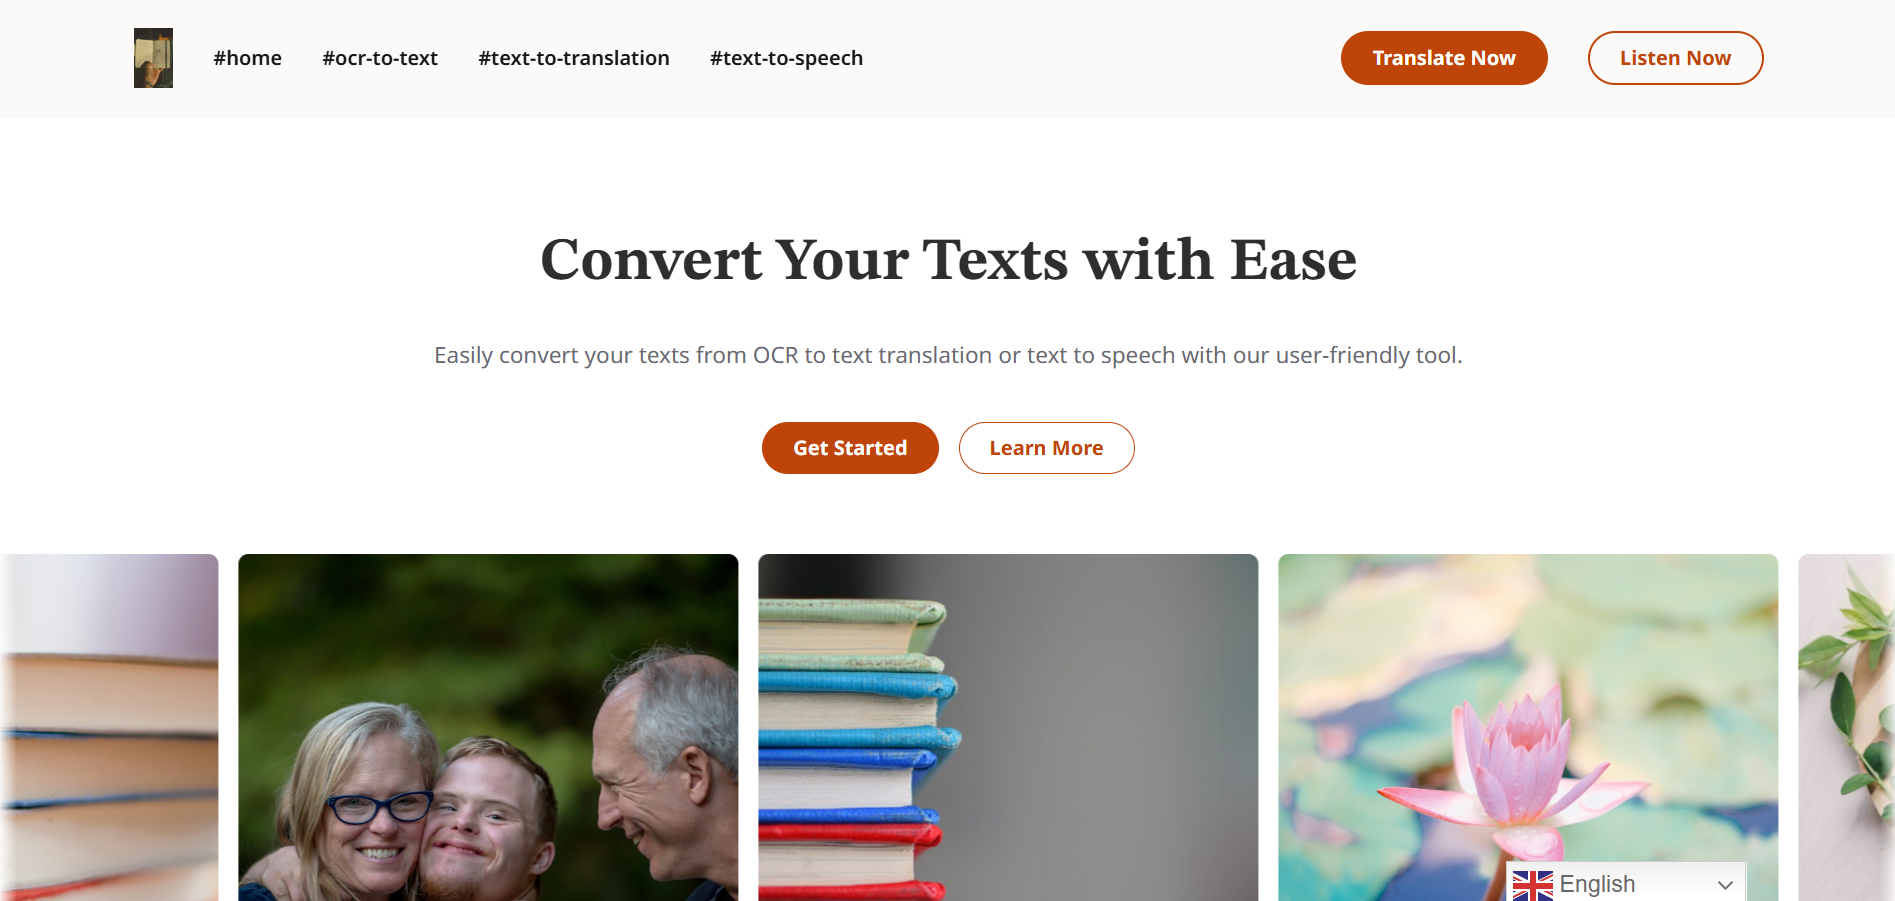 #home #ocr-to-text #text-to-translation #text-to-speech Translate Now Listen Now
Convert Your Texts with Ease
Easily convert your texts from OCR to text translation or text to speech with our user-friendly tool.
Get Started Learn More
English